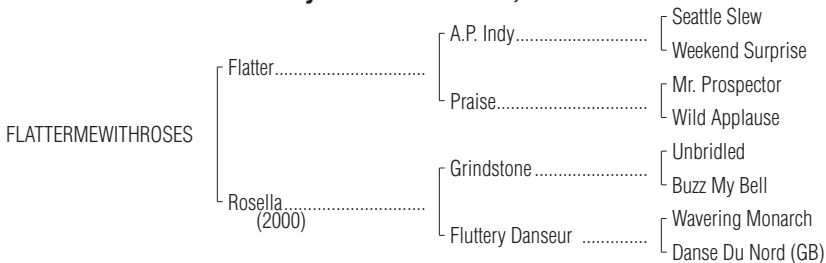 Seattle Slew
A.P. Indy..............................
Weekend Surprise
Flatter..................................
Mr. Prospector
Praise..................................
Wild Applause
FLATTERMEWITHROSES
Unbridled
Grindstone .........................
Buzz My Bell
Rosella................................
(2000)
Wavering Monarch
Fluttery Danseur ..............
Danse Du Nord (GB)